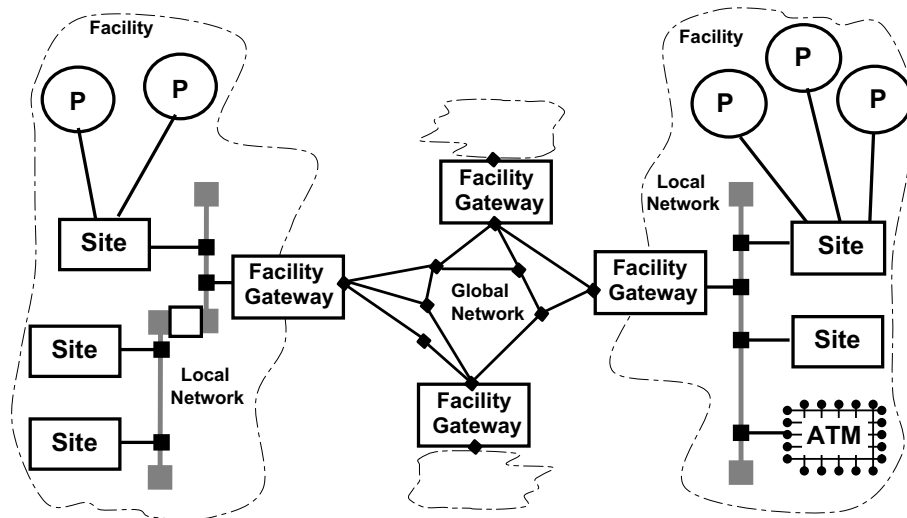 Facility
P
P
Site
Facility
Gateway
Site
Local
Network
Site
Facility
Gateway
Global
Network
Facility
Gateway
Facility
P
P
P
Local
Network
Site
Facility
Gateway
Site
ATM